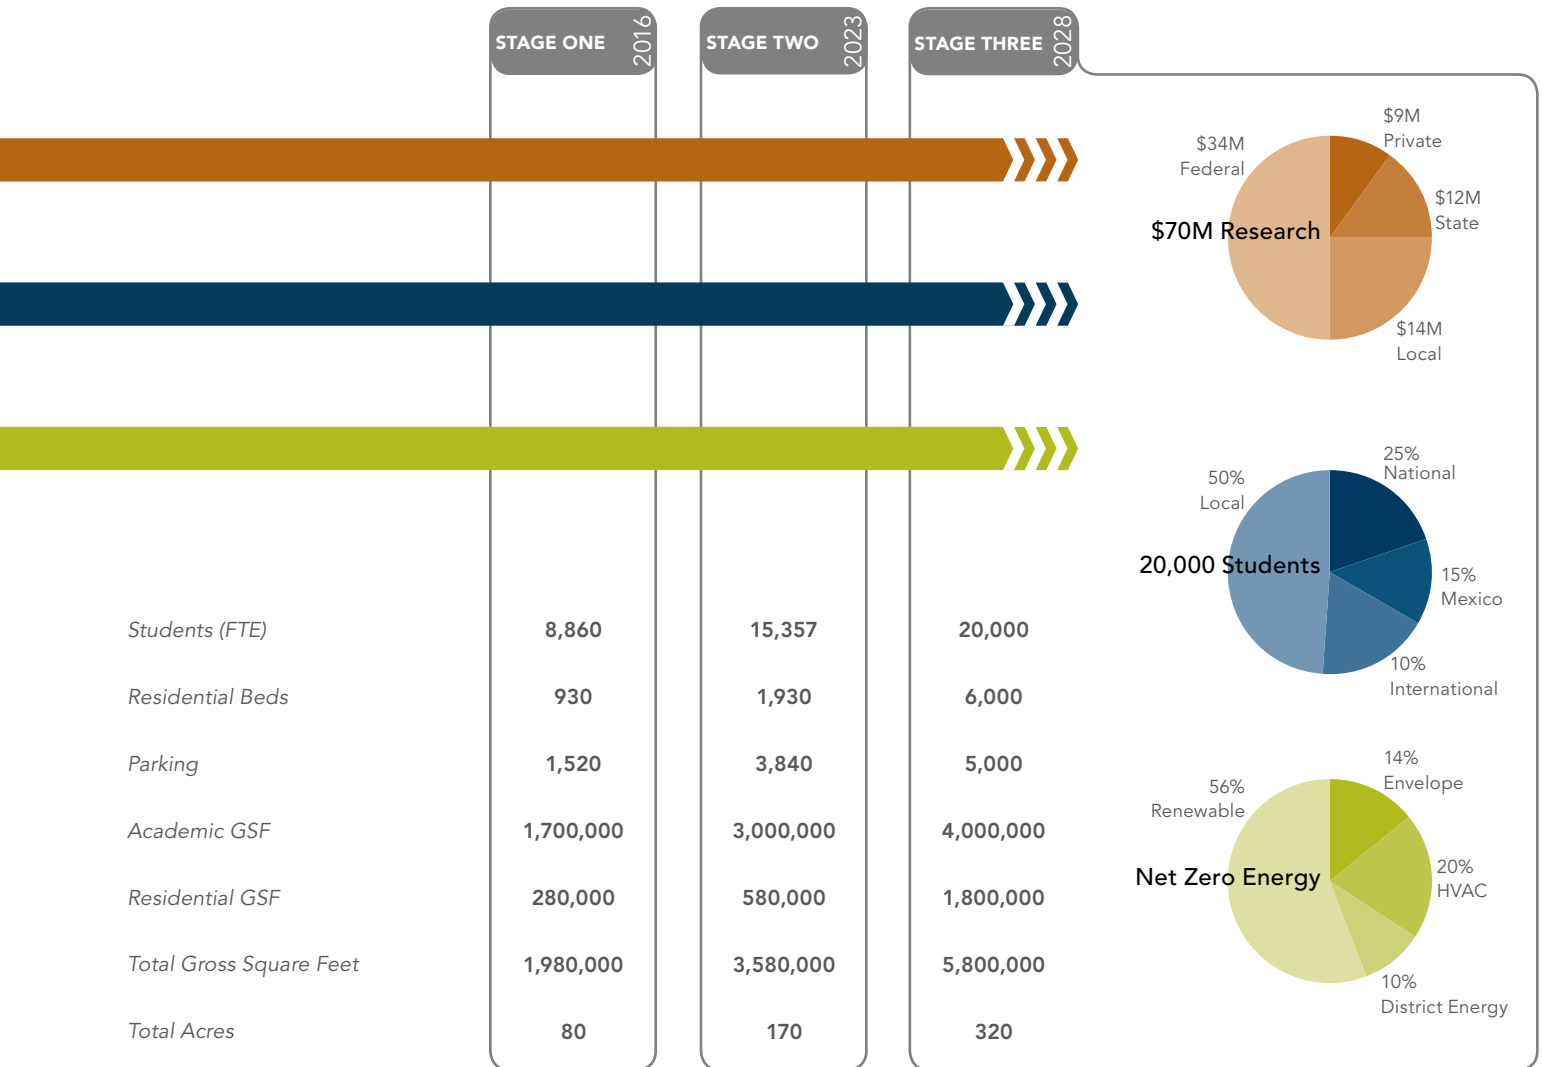 STAGE ONE 2016
STAGE TWO 2023
STAGE THREE 2028
$9M
Private
$34M
Federal
$12M
State
$70M Research
$14M
Local
25%
National
50%
Local
20,000 Students
15%
Mexico
10%
International
14%
Envelope
56%
Renewable
20%
HVAC
Net Zero Energy
10%
District Energy
Students (FTE) 8,860 15,357 20,000
Residential Beds 930 1,930 6,000
Parking 1,520 3,840 5,000
Academic GSF 1,700,000 3,000,000 4,000,000
Residential GSF 280,000 580,000 1,800,000
Total Gross Square Feet 1,980,000 3,580,000 5,800,000
Total Acres 80 170 320